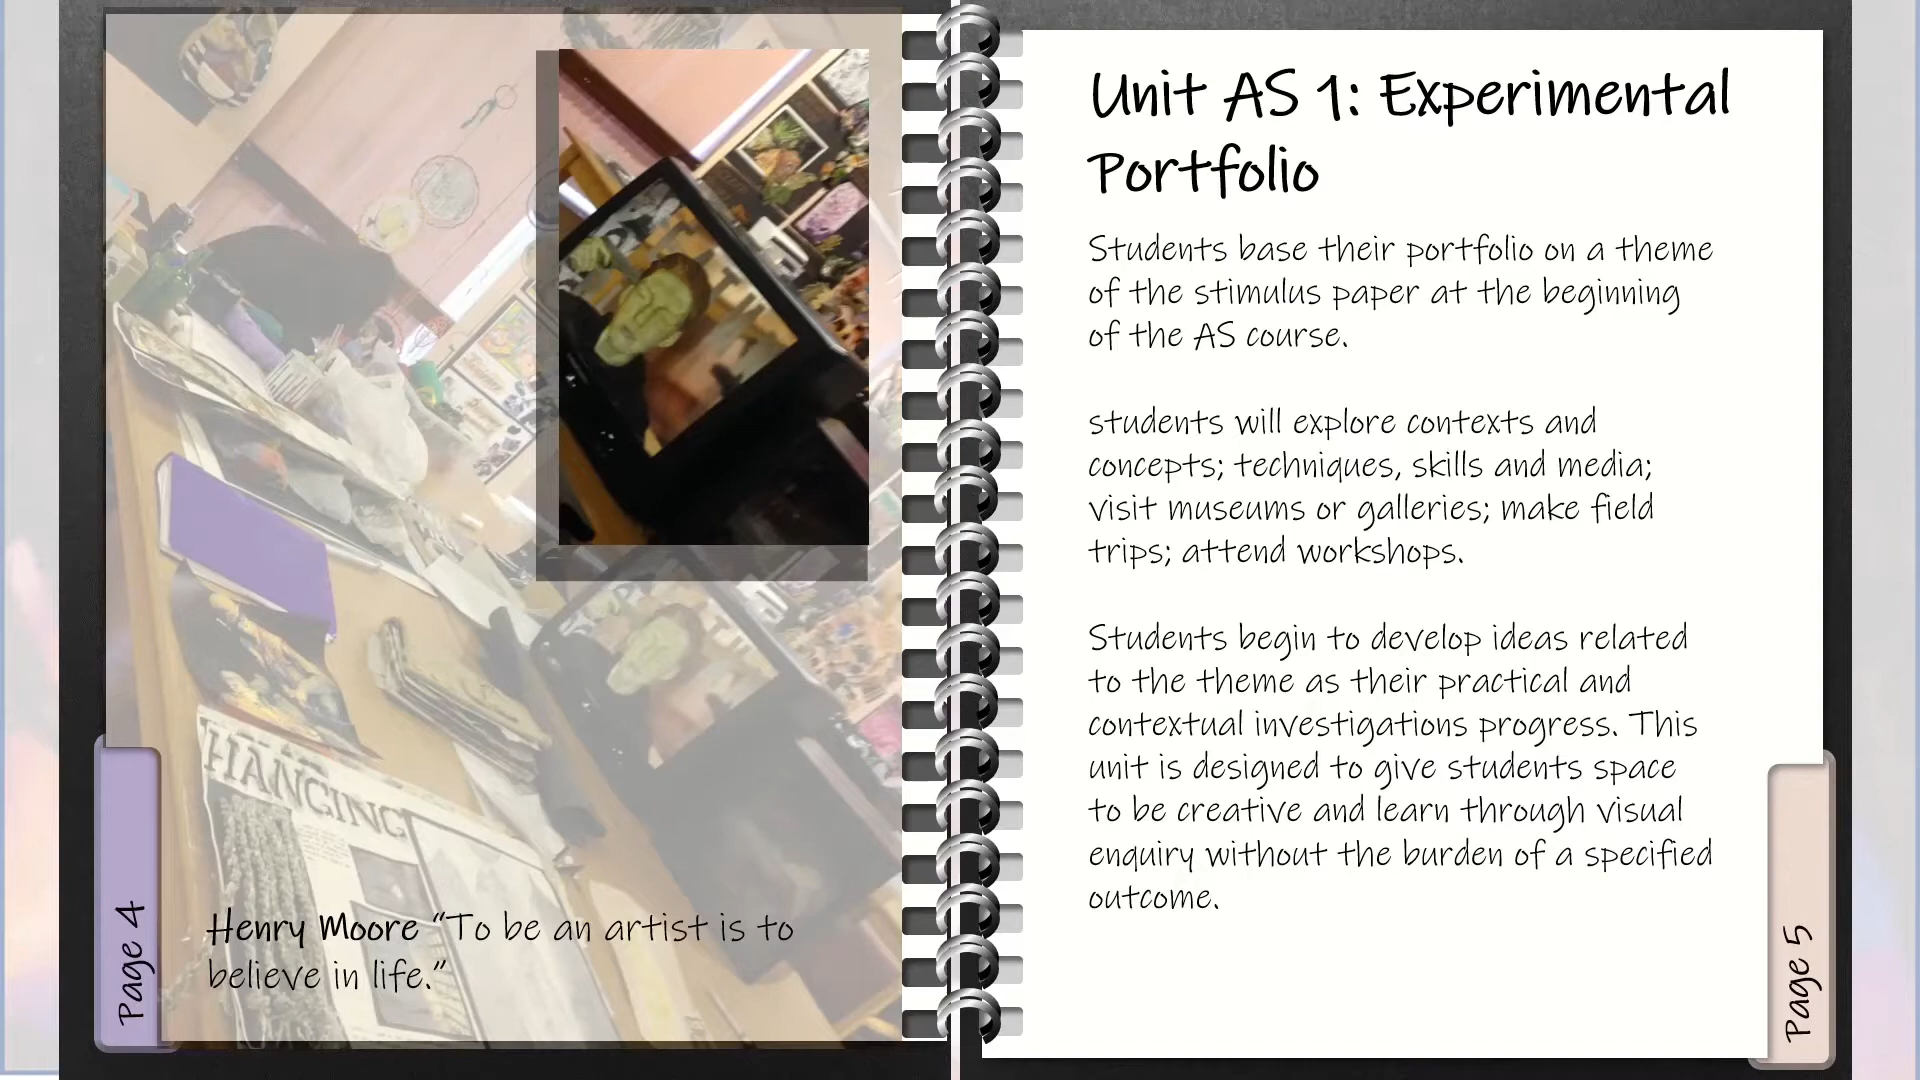 HANGING
Henry Moore “To be an artist is to
believe in life.”
Page 4
Unit AS 1: Experimental
Portfolio
Students base their portfolio on a theme
of the stimulus paper at the beginning
of the AS course.
students will explore contexts and
concepts; techniques, skills and media;
visit museums or galleries; make field
trips; attend workshops.
Students begin to develop ideas related
to the theme as their practical and
contextual investigations progress. This
unit is designed to give students space
to be creative and learn through visual
enquiry without the burden of a specified
outcome.
Page 5